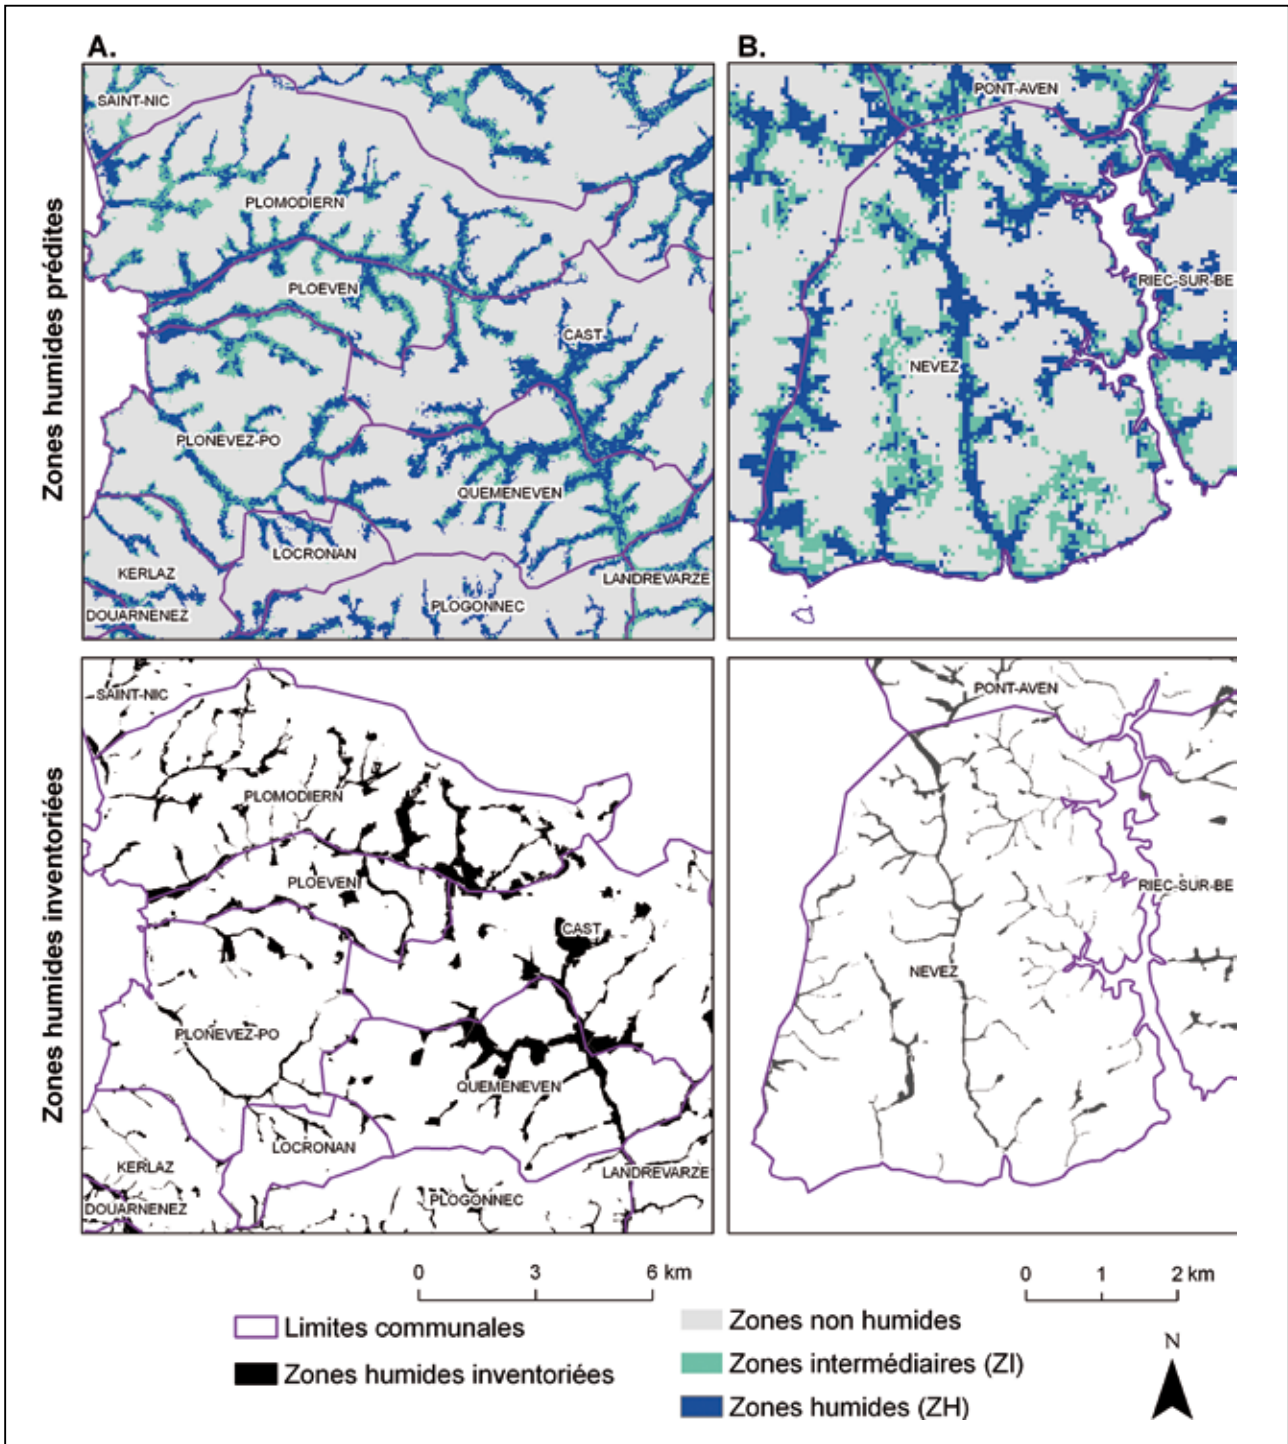 A.
B.
Zones humides prédites
SAINT-NIC
PLOMODIERN
PLOEVEN
CAST
PLONEVEZ-PO
QUEMENEVEN
LOCRONAN
KERLAZ
DOUARNENEZ
PLOGONNEC
LANDREVARZE
PONT-AVEN
RIEC-SUR-BE
NEVEZ
Zones humides inventoriées
SAINT-NIC
PLOMODIERN
PLOEVEN
CAST
PLONEVEZ-PO
QUEMENEVEN
LOCRONAN
KERLAZ
DOUARNENEZ
PLOGONNEC
LANDREVARZE
PONT-AVEN
RIEC-SUR-BE
NEVEZ
0 3 6 km
0 1 2 km
Limites communales
Zones humides inventoriées
Zones non humides
Zones intermédiaires (ZI)
Zones humides (ZH)
N